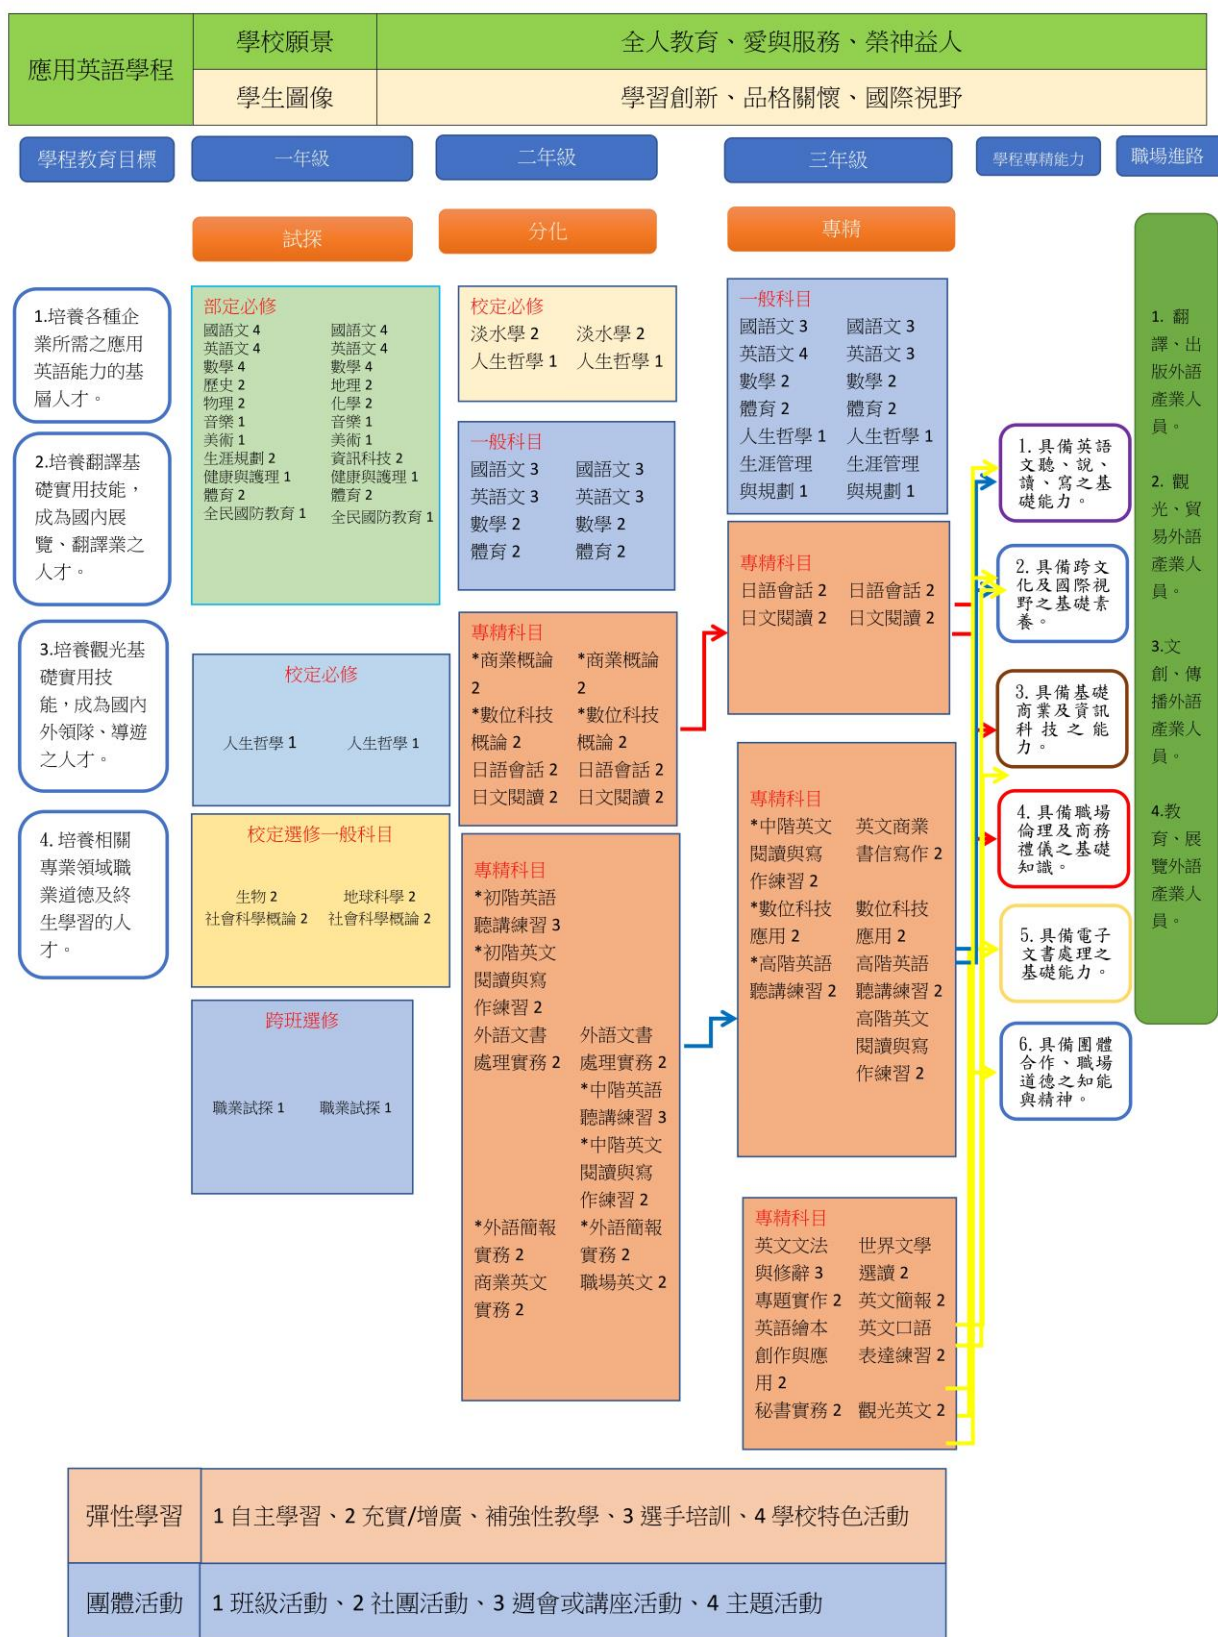 應用英語學程
學校願景
全人教育、愛與服務、榮神益人
學生圖像
學習創新、品格關懷、國際視野
學程教育目標
一年級
二年級
三年級
學程專精能力
職場進路
試探
分化
專精
1.培養各種企
業所需之應用
英語能力的基
層人才。
2.培養翻譯基
礎實用技能，
成為國內展
覽、翻譯業之
人才。
3.培養觀光基
礎實用技
能，成為國內
外領隊、導遊
之人才。
4. 培養相關
專業領域職
業道德及終
生學習的人
才。
部定必修
國語文 4 國語文 4
英語文 4 英語文 4
數學 4 數學 4
歷史 2 地理 2
物理 2 化學 2
音樂 1 音樂 1
美術 1 美術 1
生涯規劃 2 資訊科技 2
健康與護理 1 健康與護理 1
體育 2 體育 2
全民國防教育 1 全民國防教育 1
校定必修
人生哲學 1 人生哲學 1
校定選修一般科目
生物 2 地球科學 2
社會科學概論 2 社會科學概論 2
跨班選修
職業試探 1 職業試探 1
校定必修
淡水學 2 淡水學 2
人生哲學 1 人生哲學 1
一般科目
國語文 3 國語文 3
英語文 3 英語文 3
數學 2 數學 2
體育 2 體育 2
專精科目
*商業概論 *商業概論
2 2
*數位科技 *數位科技
概論 2 概論 2
日語會話 2 日語會話 2
日文閱讀 2 日文閱讀 2
專精科目
*初階英語
聽講練習 3
*初階英文
閱讀與寫
作練習 2
外語文書 外語文書
處理實務 2 處理實務 2
*中階英語
聽講練習 3
*中階英文
閱讀與寫
作練習 2
*外語簡報 *外語簡報
實務 2 實務 2
商業英文 職場英文 2
實務 2
一般科目
國語文 3 國語文 3
英語文 4 英語文 3
數學 2 數學 2
體育 2 體育 2
人生哲學 1 人生哲學 1
生涯管理 生涯管理
與規劃 1 與規劃 1
專精科目
日語會話 2 日語會話 2
日文閱讀 2 日文閱讀 2
專精科目
*中階英文 英文商業
閱讀與寫 書信寫作 2
作練習 2
*數位科技 數位科技
應用 2 應用 2
*高階英語 高階英語
聽講練習 2 聽講練習 2
高階英文
閱讀與寫
作練習 2
專精科目
英文文法 世界文學
與修辭 3 選讀 2
專題實作 2 英文簡報 2
英語繪本 英文口語
創作與應 表達練習 2
用 2
秘書實務 2 觀光英文 2
1. 具備英語
文聽、說、
讀、寫之基
礎能力。
2. 具備跨文
化及國際視
野之基礎素
養。
3. 具備基礎
商業及資訊
科技之能
力。
4. 具備職場
倫理及商務
禮儀之基礎
知識。
5. 具備電子
文書處理之
基礎能力。
6. 具備團體
合作、職場
道德之知能
與精神。
1. 翻
譯、出
版外語
產業人
員。
2. 觀
光、貿
易外語
產業人
員。
3.文
創、傳
播外語
產業人
員。
4.教
育、展
覽外語
產業人
員。
彈性學習
1 自主學習、2 充實/增廣、補強性教學、3 選手培訓、4 學校特色活動
團體活動
1 班級活動、2 社團活動、3 週會或講座活動、4 主題活動